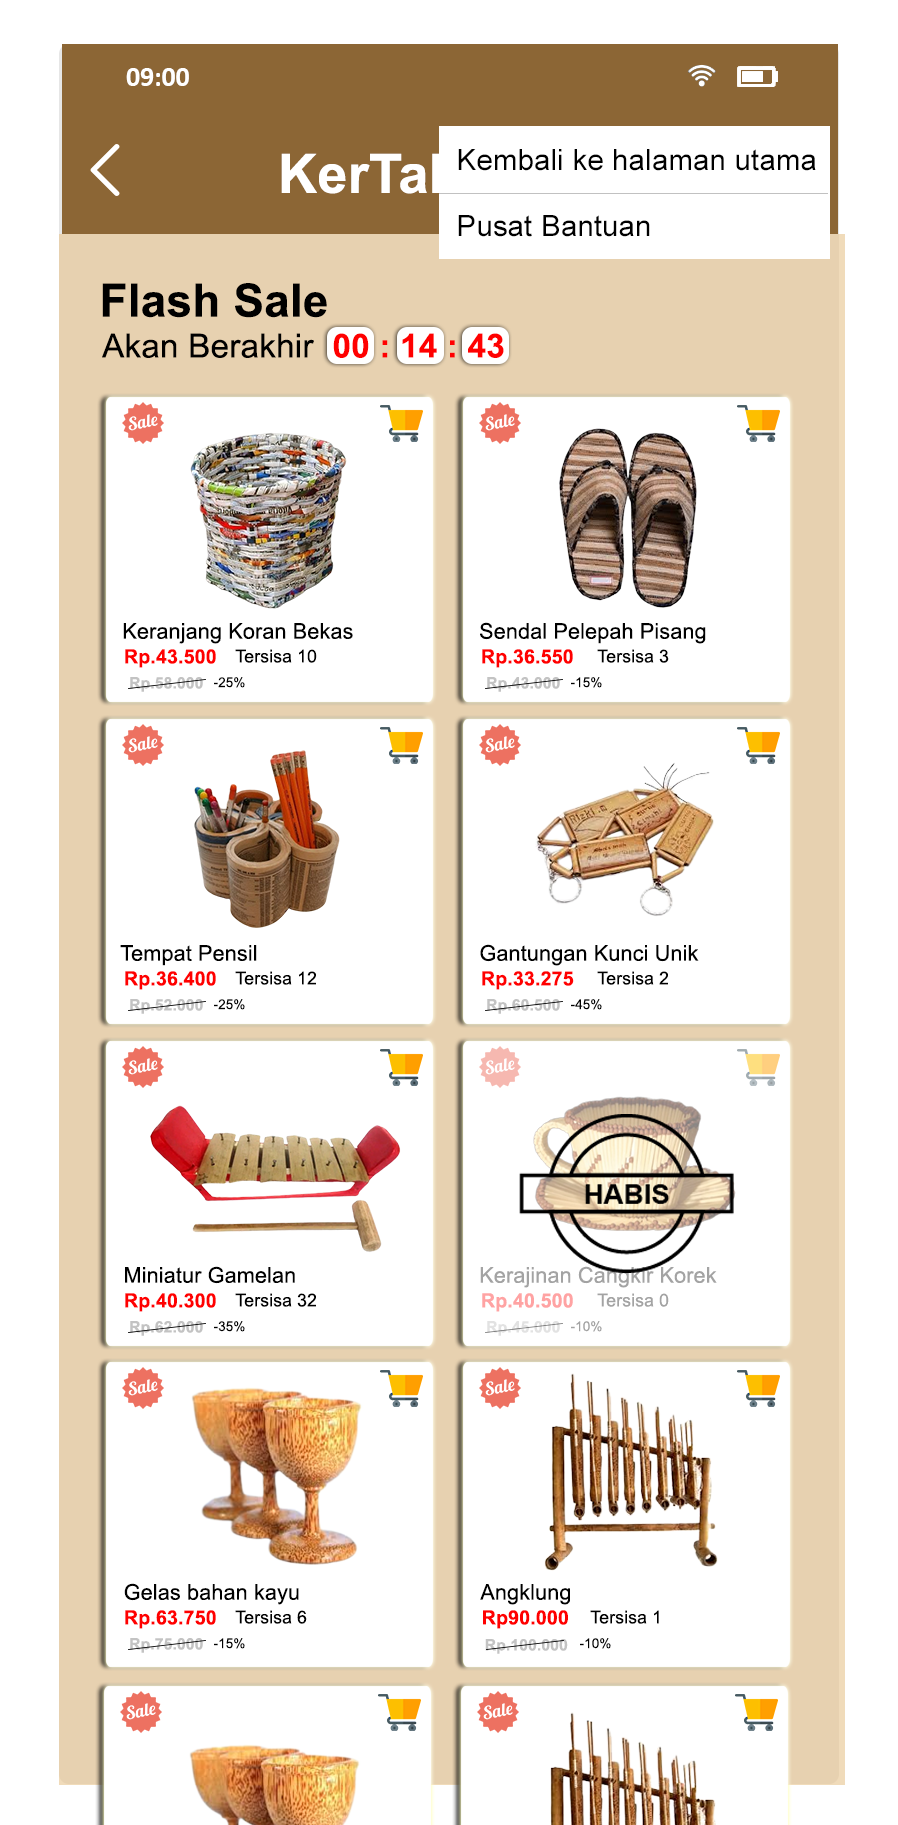 09:00
KerTa
Kembali ke halaman utama
Pusat Bantuan
Flash Sale
Akan Berakhir 00 : 14 : 43
Sale
Keranjang Koran Bekas
Rp.43.500 Tersisa 10
Rp.58.000 -25%
Sale
Sendal Pelepah Pisang
Rp.36.550 Tersisa 3
Rp.43.000 -15%
Sale
Tempat Pensil
Rp.36.400 Tersisa 12
Rp.52.000 -25%
Sale
Gantungan Kunci Unik
Rp.33.275 Tersisa 2
Rp.60.500 -45%
Sale
Miniatur Gamelan
Rp.40.300 Tersisa 32
Rp.62.000 -35%
Sale
HABIS
Kerajinan Cangkir Korek
Rp.40.500 Tersisa 0
Rp.45.000 -10%
Sale
Gelas bahan kayu
Rp.63.750 Tersisa 6
Rp.75.000 -15%
Sale
Angklung
Rp90.000 Tersisa 1
Rp.100.000 -10%
Sale
Sale